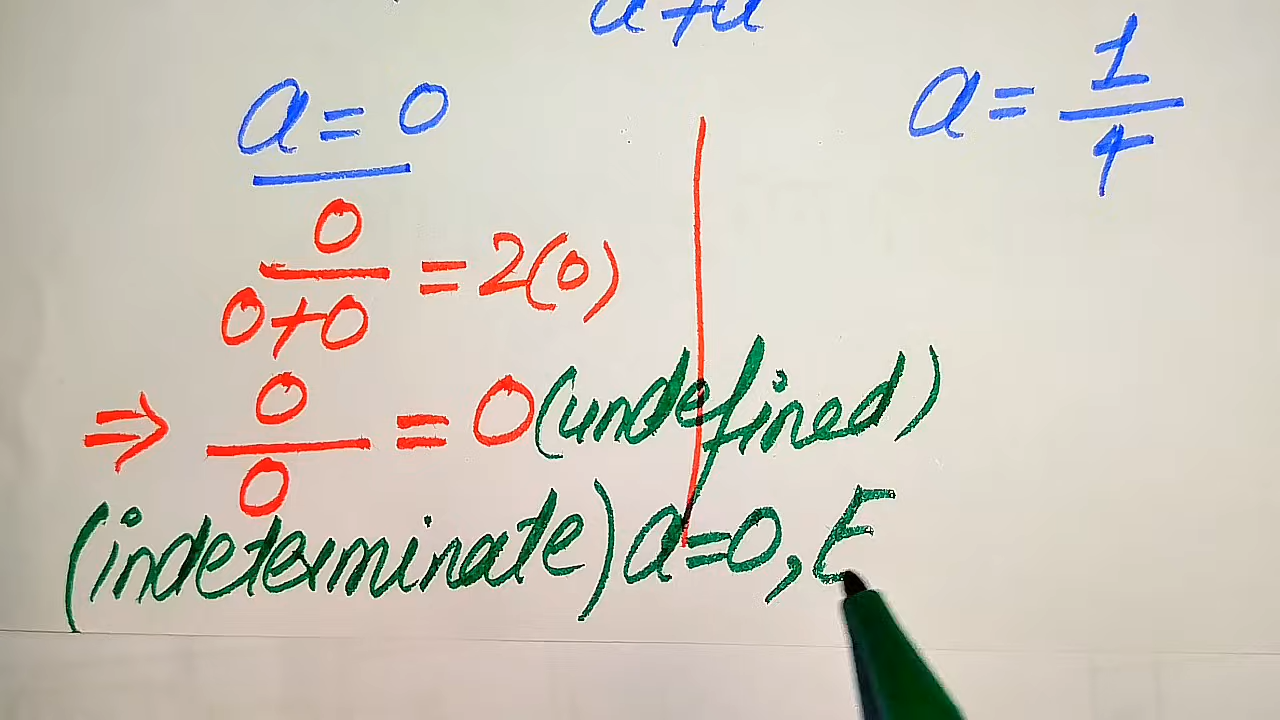 a+a
a = 0
a = 1/4
0/0+0 = 2(0)
⇒ 0/0 = 0 (undefined)
(indeterminate) a=0, E